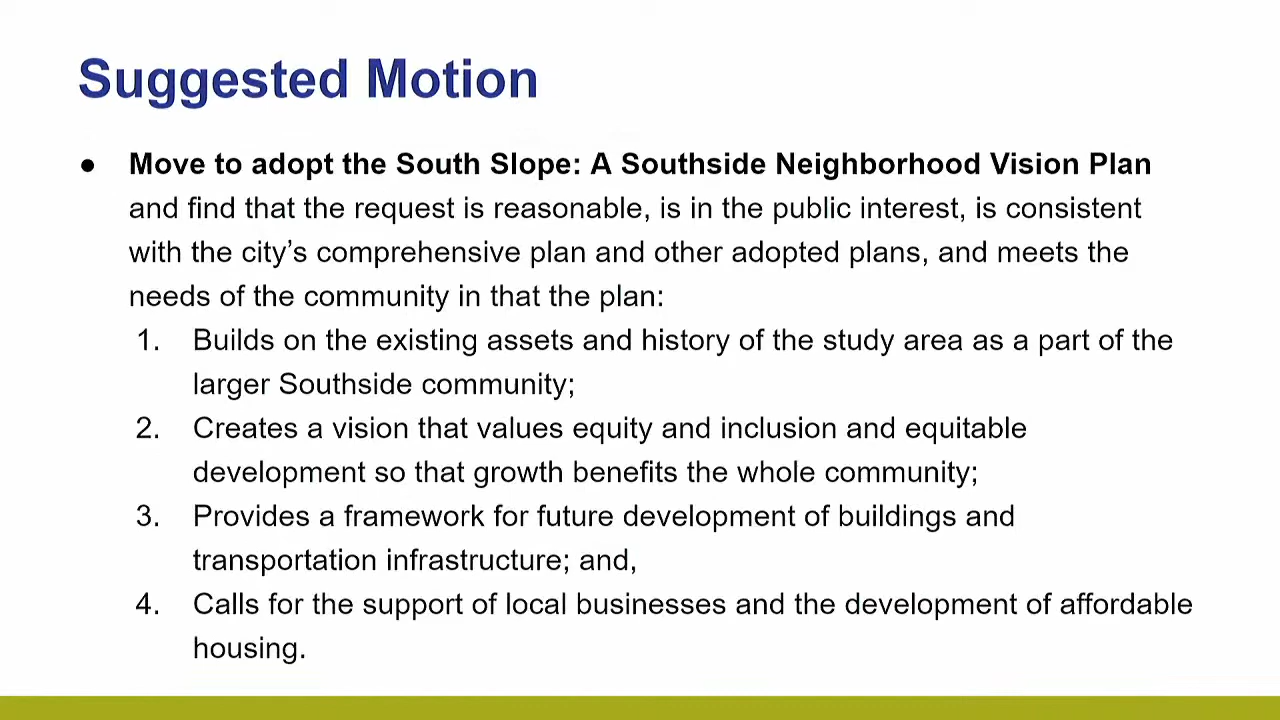 Suggested Motion
● Move to adopt the South Slope: A Southside Neighborhood Vision Plan
and find that the request is reasonable, is in the public interest, is consistent
with the city’s comprehensive plan and other adopted plans, and meets the
needs of the community in that the plan:
1. Builds on the existing assets and history of the study area as a part of the
larger Southside community;
2. Creates a vision that values equity and inclusion and equitable
development so that growth benefits the whole community;
3. Provides a framework for future development of buildings and
transportation infrastructure; and,
4. Calls for the support of local businesses and the development of affordable
housing.